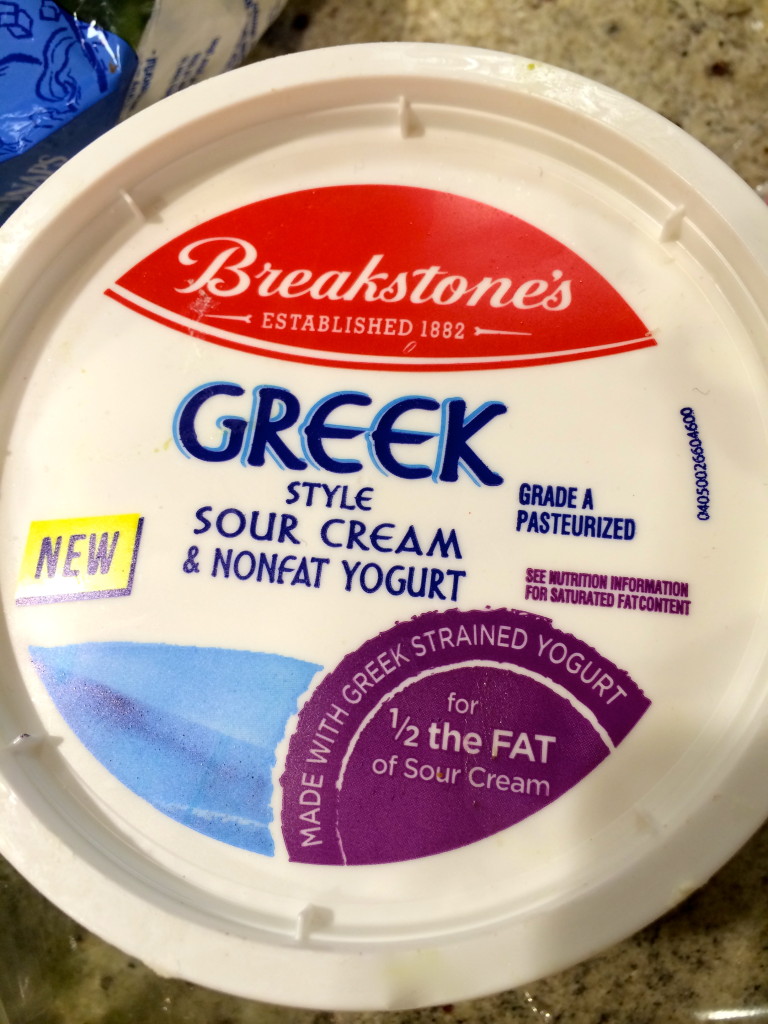 Breakstone's
ESTABLISHED 1882
GREEK
STYLE
SOUR CREAM
& NONFAT YOGURT
GRADE A
PASTEURIZED
SEE NUTRITION INFORMATION
FOR SATURATED FAT CONTENT
04050026604600
NEW
MADE WITH GREEK STRAINED YOGURT
for
1/2 the FAT
of Sour Cream